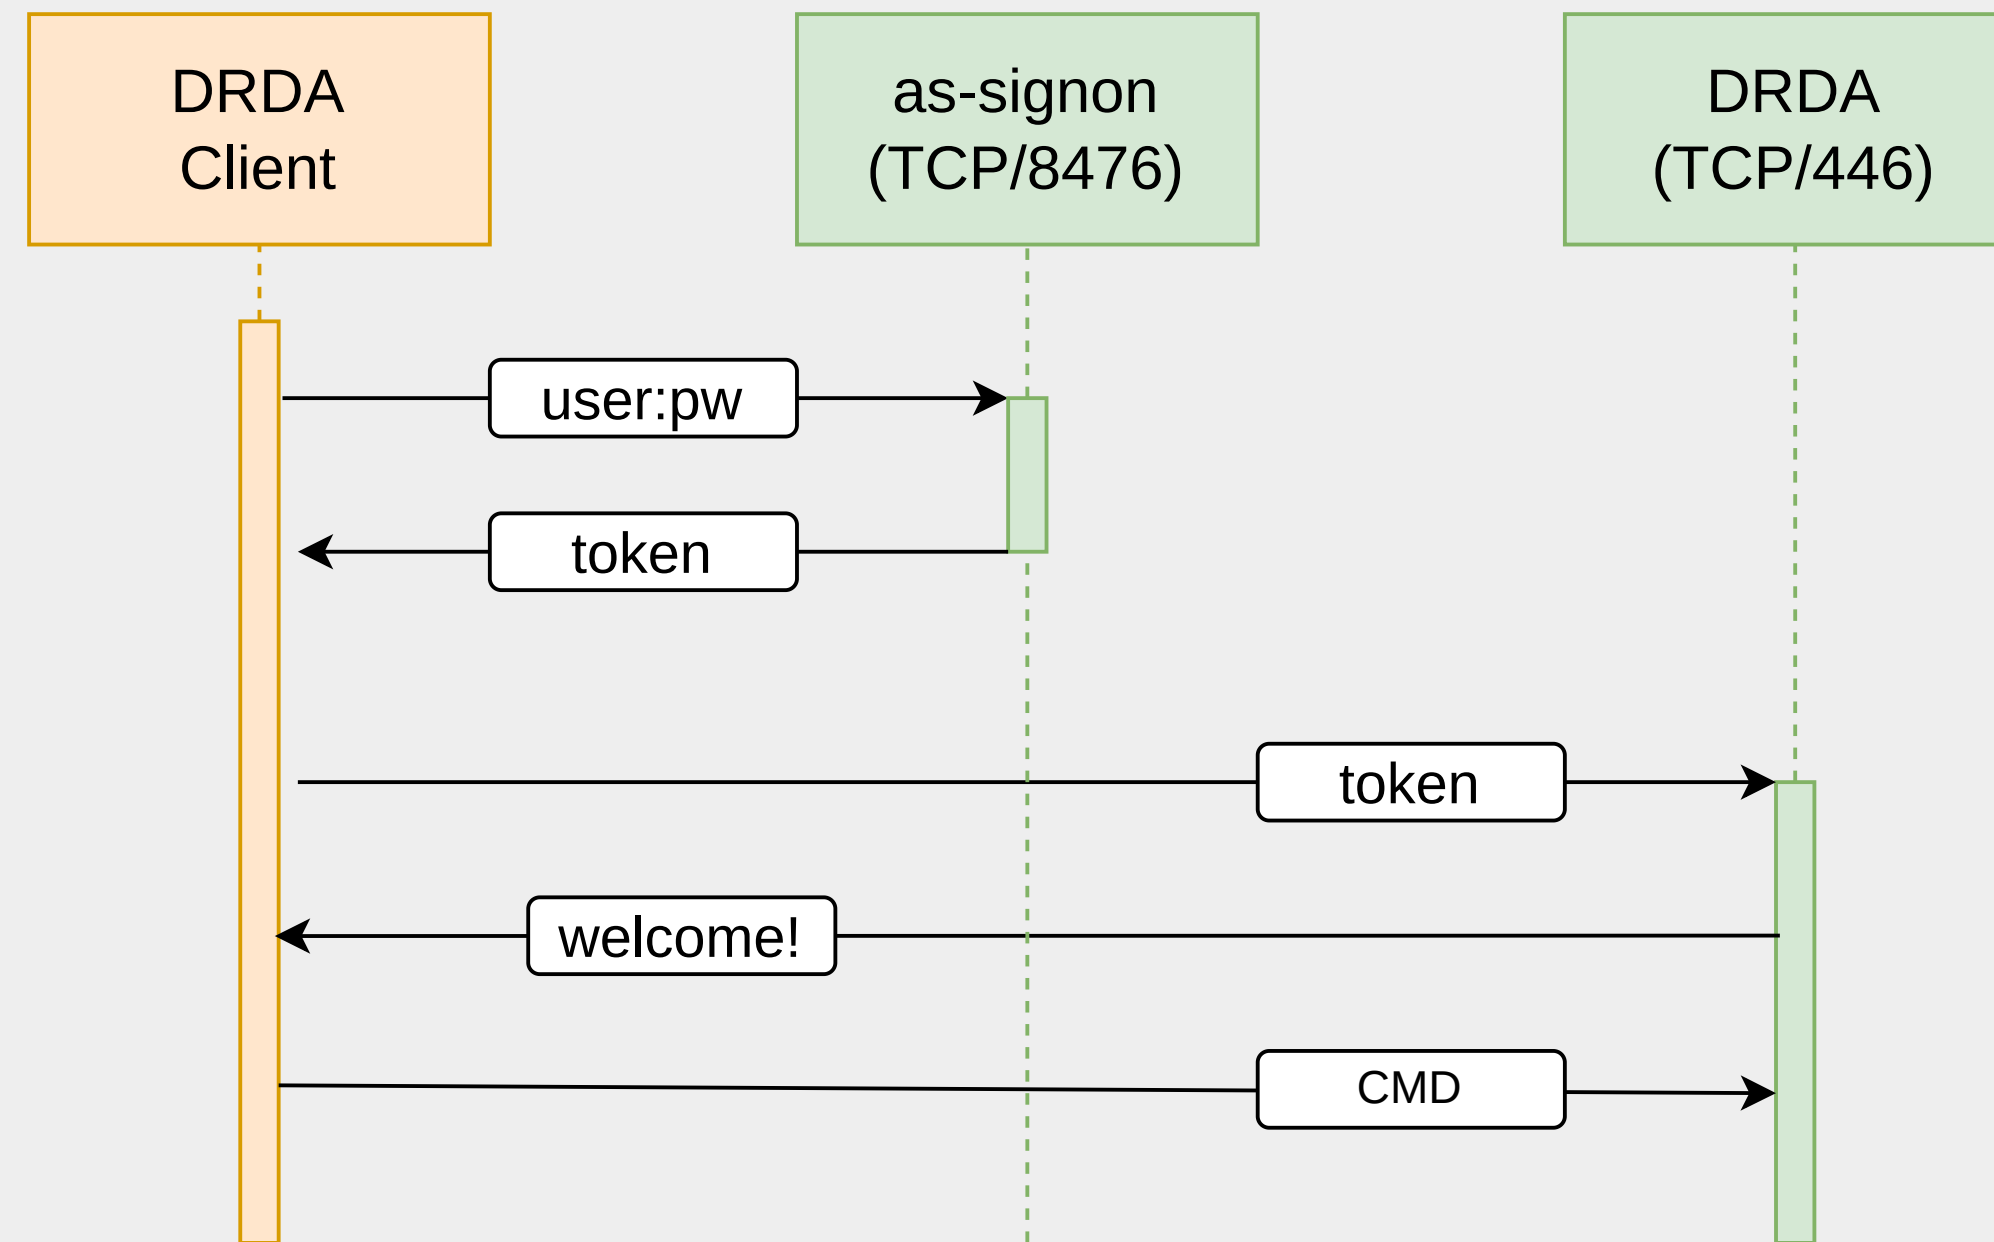 DRDA
Client
as-signon
(TCP/8476)
DRDA
(TCP/446)
user:pw
token
token
welcome!
CMD